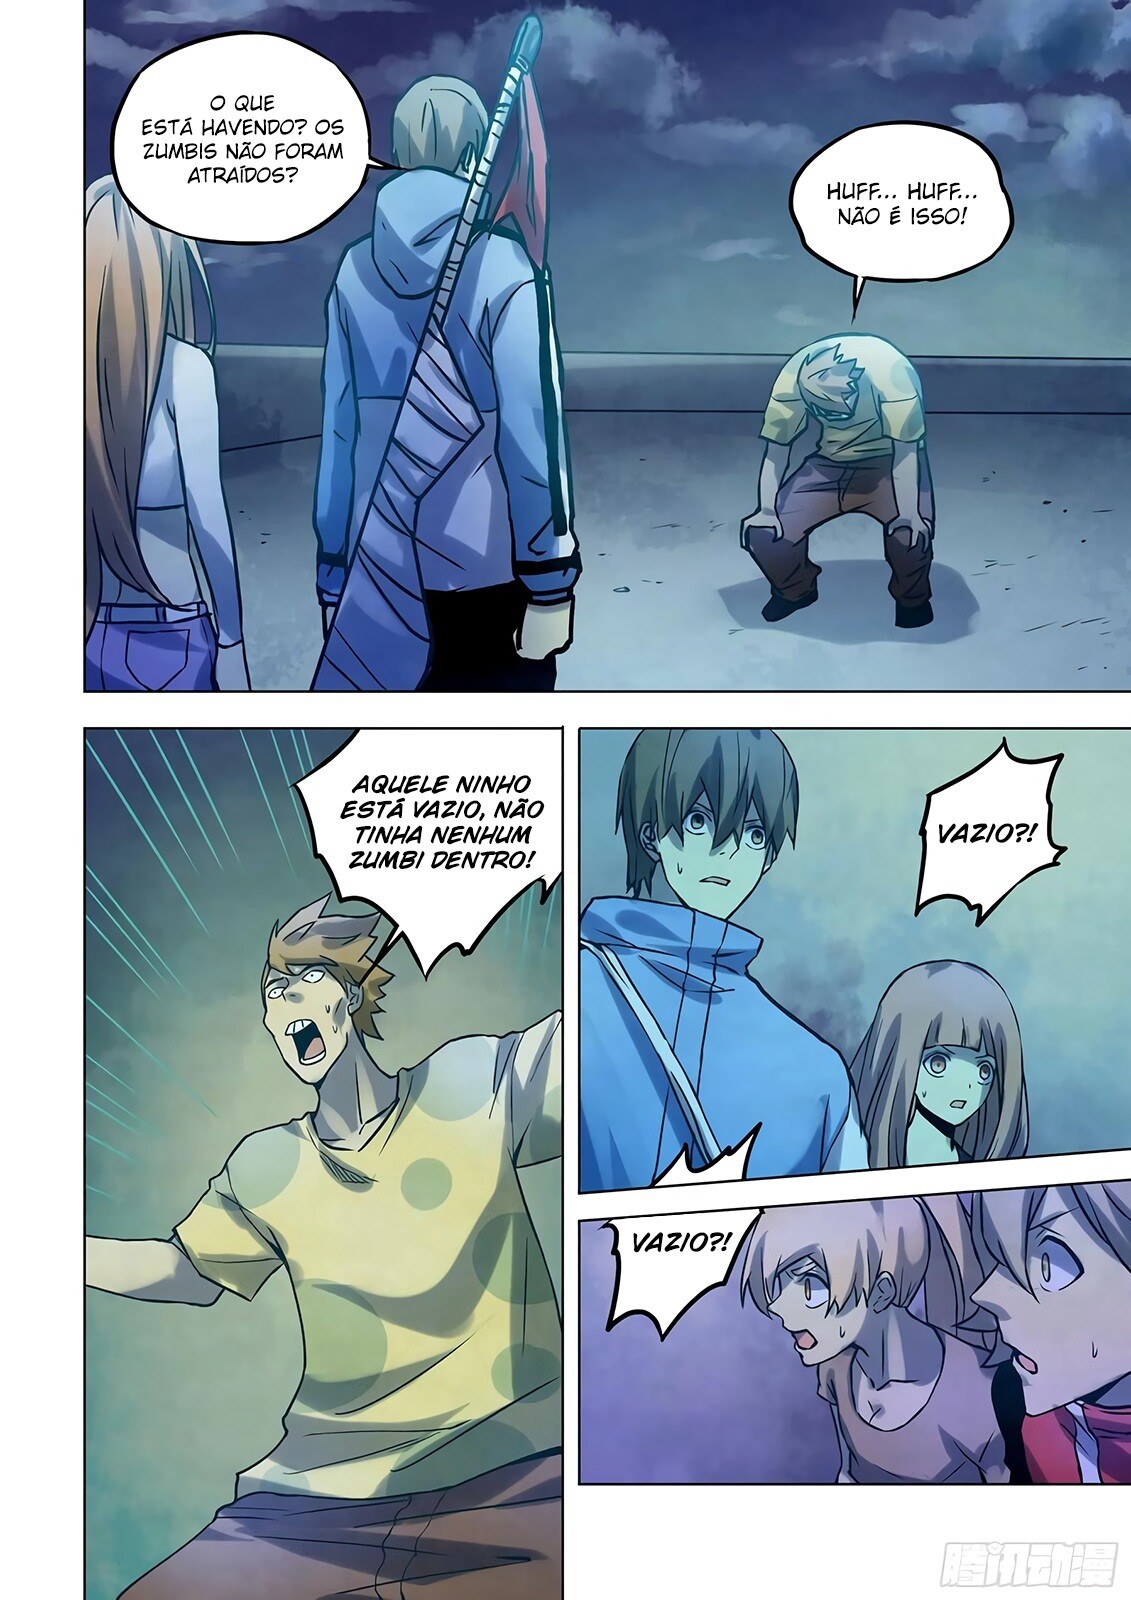 O QUE
ESTÁ HAVENDO? OS
ZUMBIS NÃO FORAM
ATRAÍDOS?
HUFF... HUFF...
NÃO É ISSO!
AQUELE NINHO
ESTÁ VAZIO, NÃO
TINHA NENHUM
ZUMBI DENTRO!
VAZIO?!
VAZIO?!
腾讯动漫